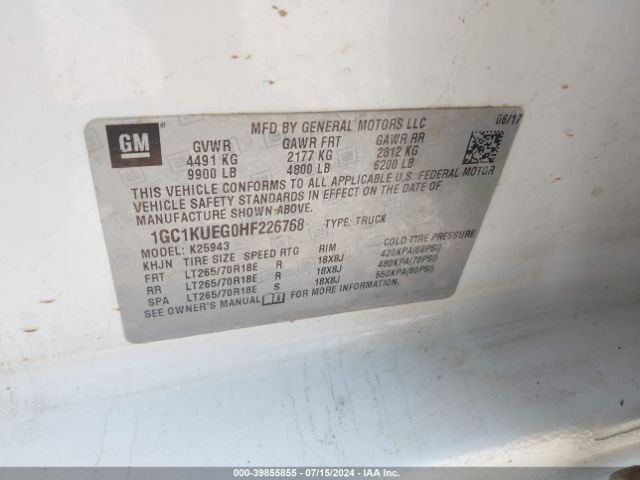 MFD BY GENERAL MOTORS LLC 06/17
GM GVWR GAWR FRT GAWR RR
4491 KG 2177 KG 2812 KG
9900 LB 4800 LB 6200 LB
THIS VEHICLE CONFORMS TO ALL APPLICABLE U.S. FEDERAL MOTOR
VEHICLE SAFETY STANDARDS IN EFFECT ON THE DATE OF
MANUFACTURE SHOWN ABOVE.
1GC1KUEG0HF226768 TYPE: TRUCK
MODEL: K25943
KHJN TIRE SIZE SPEED RTG RIM COLD TIRE PRESSURE
FRT LT265/70R18E R 18X8J 420KPA(60PSI)
RR LT265/70R18E R 18X8J 480KPA(70PSI)
SPA LT265/70R18E S 18X8J 550KPA(80PSI)
SEE OWNER'S MANUAL FOR MORE INFORMATION.
000-39855855 07/15/2024 - IAA Inc.